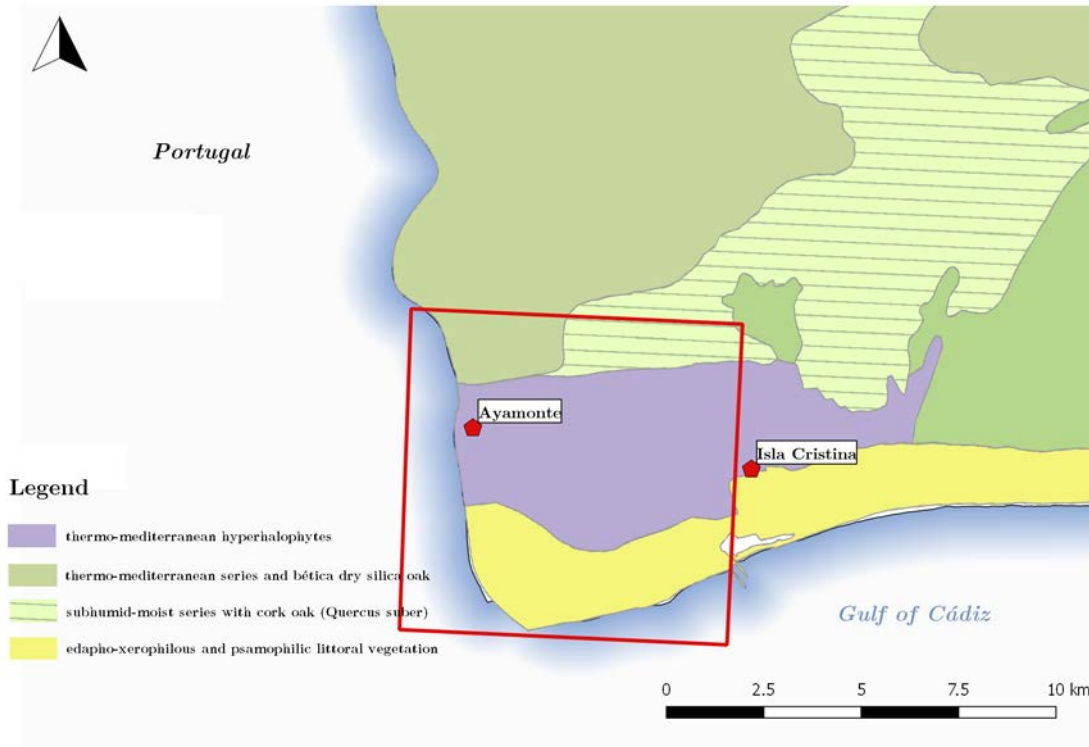 Portugal
Ayamonte
Isla Cristina
Legend
thermo-mediterranean hyperhalophytes
thermo-mediterranean series and bética dry silica oak
subhumid-moist series with cork oak (Quercus suber)
edapho-xerophilous and psamophilic littoral vegetation
Gulf of Cádiz
0 2.5 5 7.5 10 km